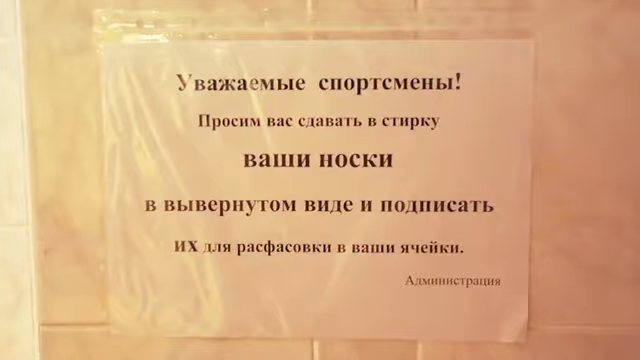 Уважаемые спортсмены!
Просим вас сдавать в стирку
ваши носки
в вывернутом виде и подписать
их для расфасовки в ваши ячейки.
Администрация